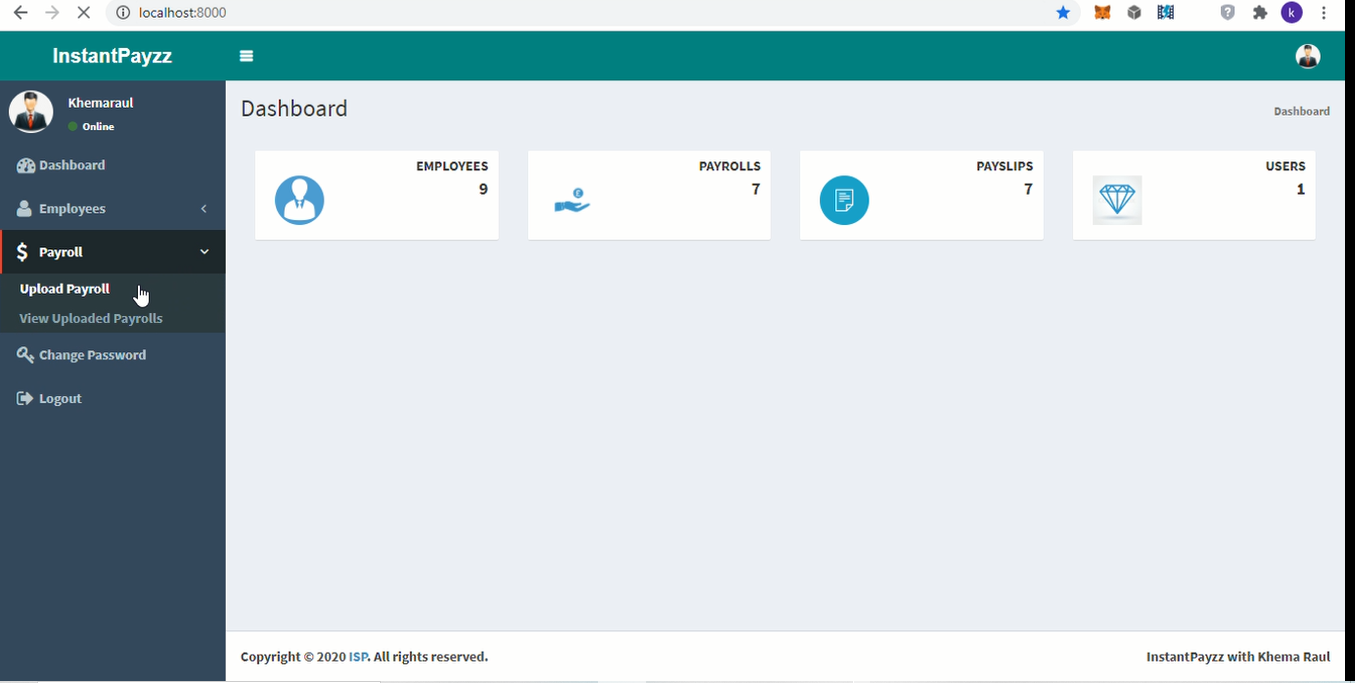 localhost:8000
k
InstantPayzz
Khemaraul
Online
Dashboard
Employees
Payroll
Upload Payroll
View Uploaded Payrolls
Change Password
Logout
Dashboard
Dashboard
EMPLOYEES
9
PAYROLLS
7
PAYSLIPS
7
USERS
1
Copyright © 2020 ISP. All rights reserved.
InstantPayzz with Khema Raul